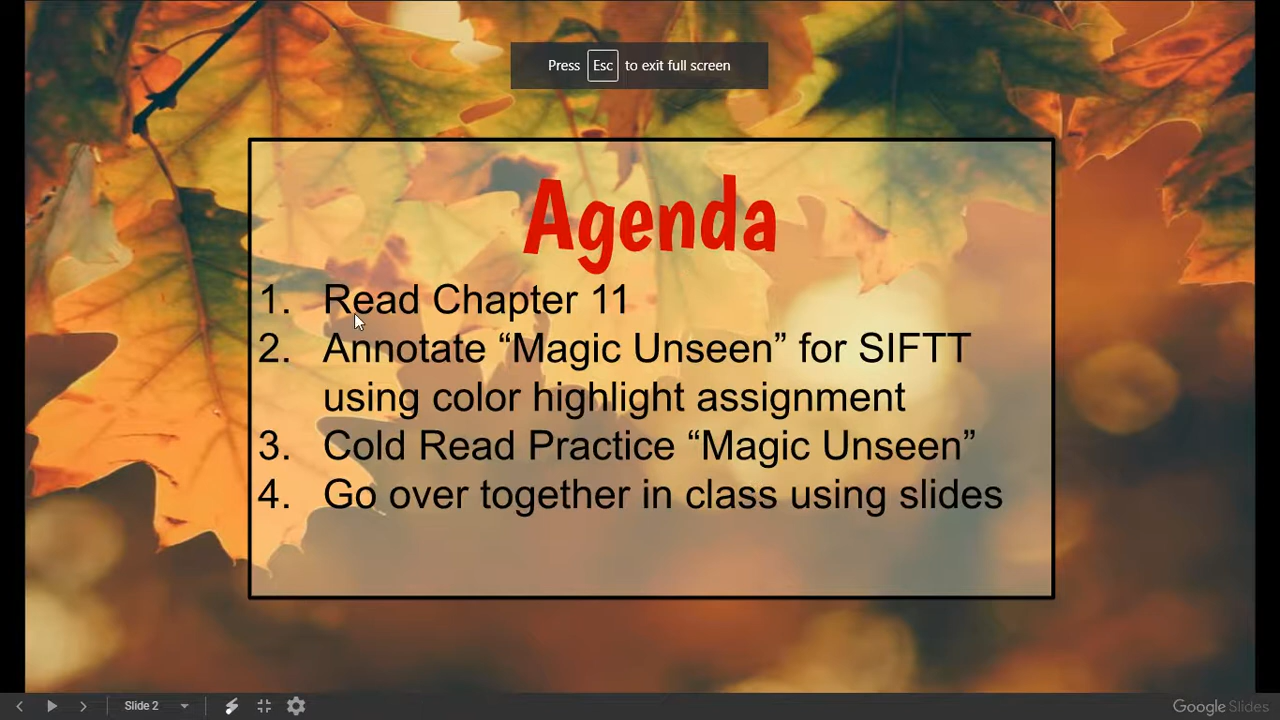 Press Esc to exit full screen
Agenda
1. Read Chapter 11
2. Annotate “Magic Unseen” for SIFTT
using color highlight assignment
3. Cold Read Practice “Magic Unseen”
4. Go over together in class using slides
Slide 2
Google Slides